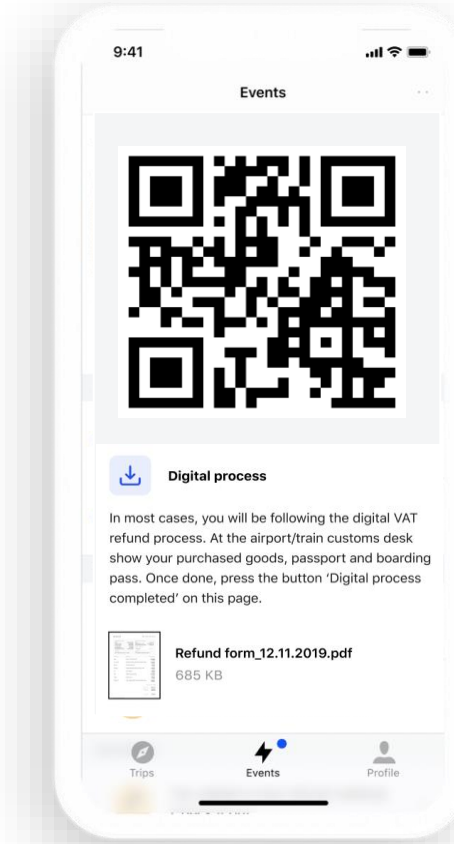 9:41
Events
Digital process
In most cases, you will be following the digital VAT
refund process. At the airport/train customs desk
show your purchased goods, passport and boarding
pass. Once done, press the button ‘Digital process
completed’ on this page.
Refund form_12.11.2019.pdf
685 KB
Trips
Events
Profile